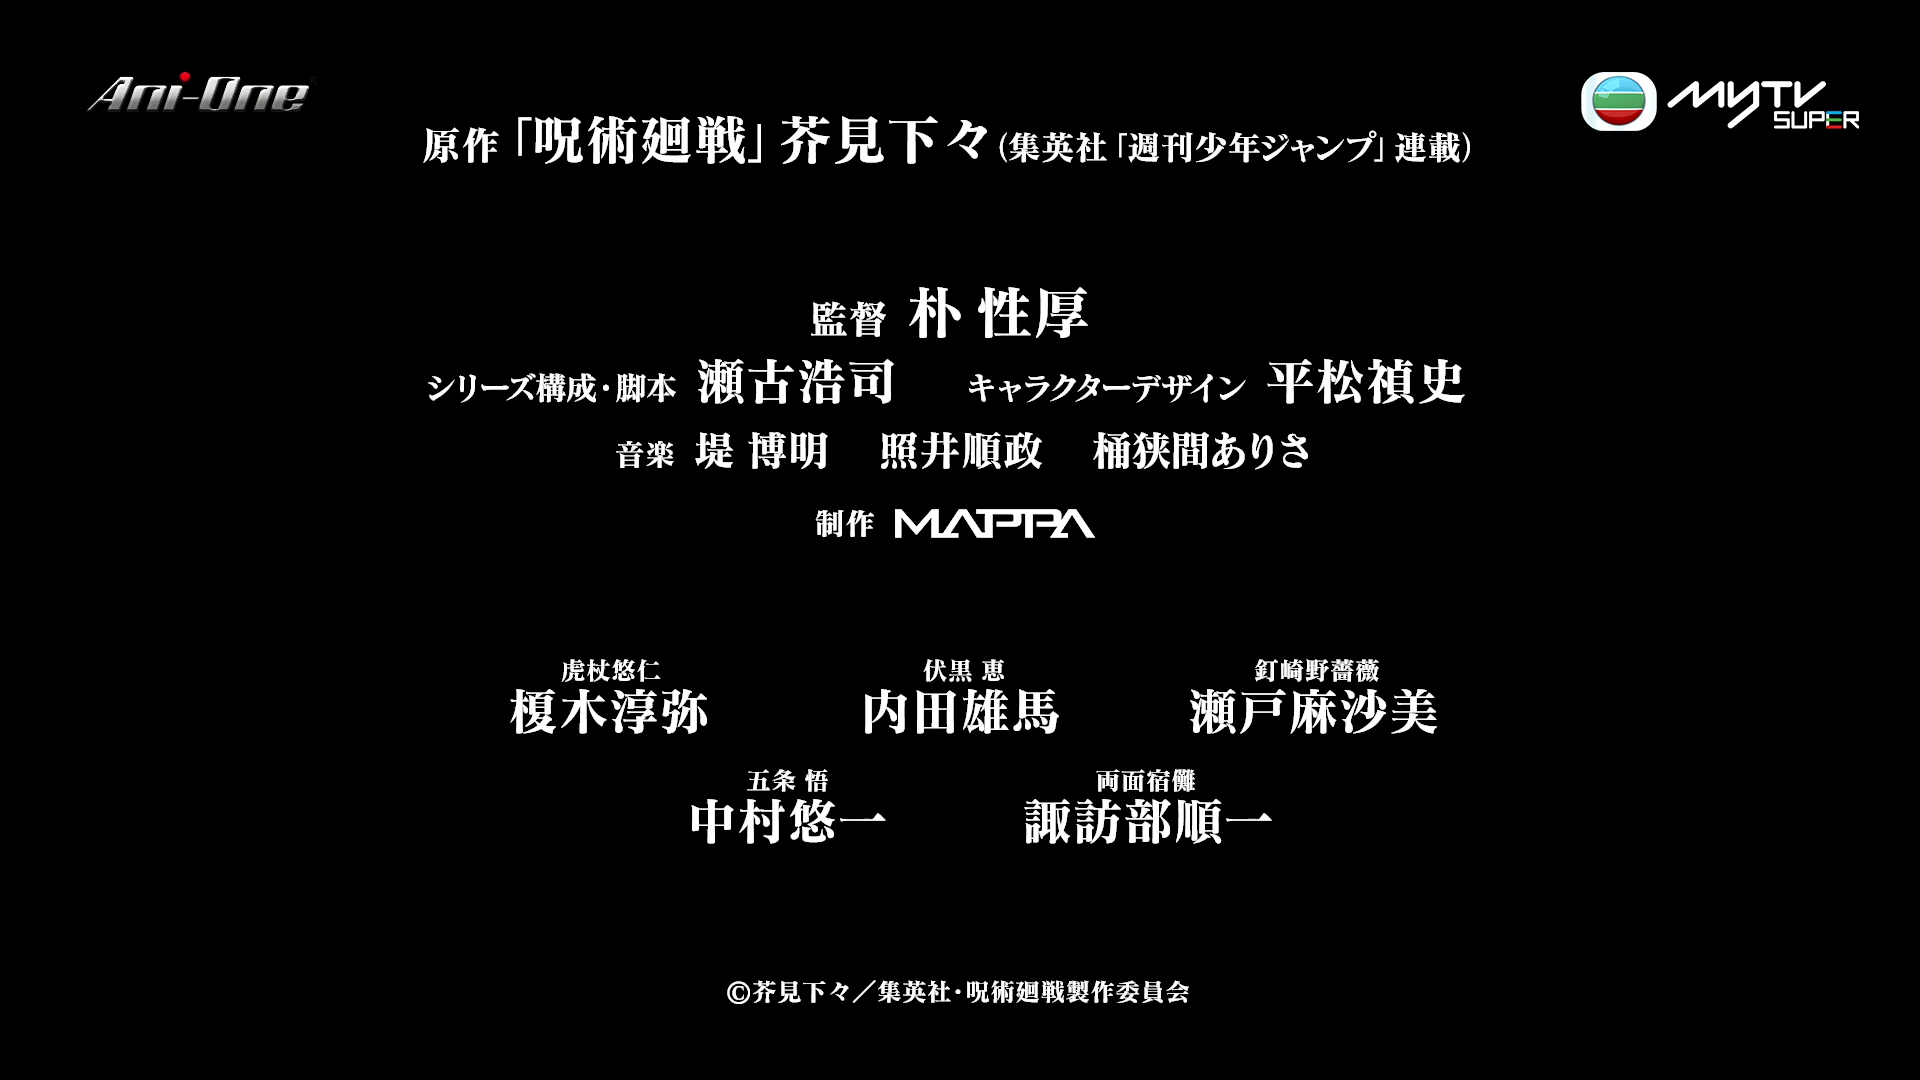 Ani-One
MYTV SUPER
原作「呪術廻戦」芥見下々(集英社「週刊少年ジャンプ」連載)
監督 朴 性厚
シリーズ構成・脚本 瀬古浩司 キャラクターデザイン 平松禎史
音楽 堤 博明 照井順政 桶狭間ありさ
制作 MAPPA
虎杖悠仁 伏黒 恵 釘崎野薔薇
榎木淳弥 内田雄馬 瀬戸麻沙美
五条 悟 両面宿儺
中村悠一 諏訪部順一
©芥見下々／集英社・呪術廻戦製作委員会